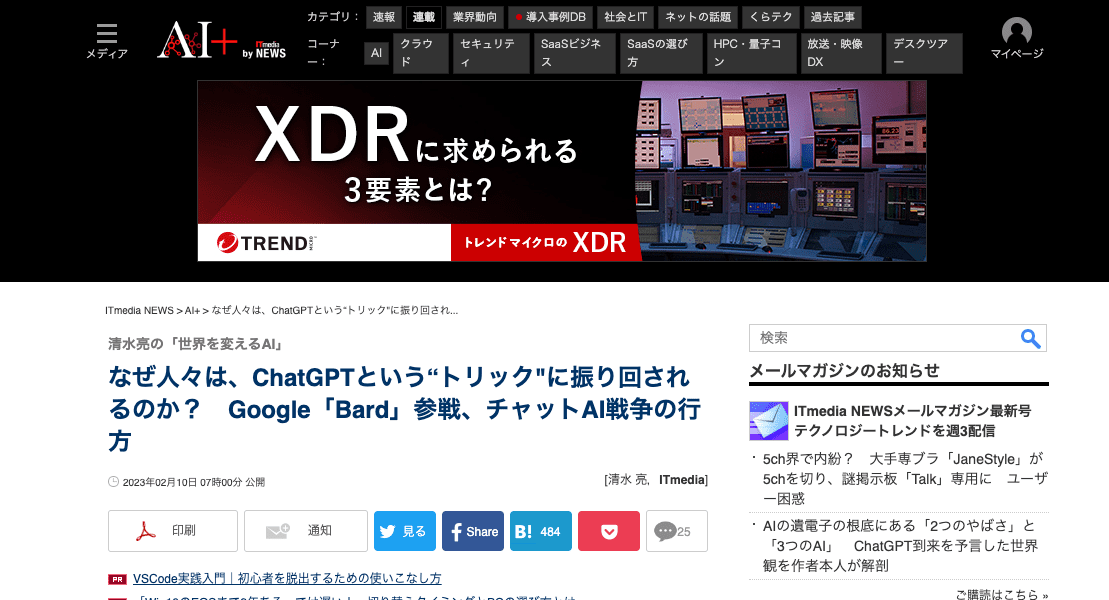 メディア
AI+
by ITmedia NEWS
カテゴリ：
速報
連載
業界動向
導入事例DB
社会とIT
ネットの話題
くらテク
過去記事
コーナー：
AI
クラウド
セキュリティ
SaaSビジネス
SaaSの選び方
HPC・量子コン
放送・映像DX
デスクツアー
マイページ
XDRに求められる
3要素とは？
TREND MICRO
トレンドマイクロの XDR
ITmedia NEWS > AI+ > なぜ人々は、ChatGPTという“トリック"に振り回され...
清水亮の「世界を変えるAI」
なぜ人々は、ChatGPTという“トリック"に振り回され
るのか？　Google「Bard」参戦、チャットAI戦争の行
方
2023年02月10日 07時00分 公開
[清水 亮，ITmedia]
印刷
通知
見る
Share
B! 484
25
PR VSCode実践入門｜初心者を脱出するための使いこなし方
検索
メールマガジンのお知らせ
ITmedia NEWSメールマガジン最新号
テクノロジートレンドを週3配信
・5ch界で内紛？　大手専ブラ「JaneStyle」が
5chを切り、謎掲示板「Talk」専用に　ユーザ
ー困惑
・AIの遺電子の根底にある「2つのやばさ」と
「3つのAI」　ChatGPT到来を予言した世界
観を作者本人が解剖
ご購読はこちら »